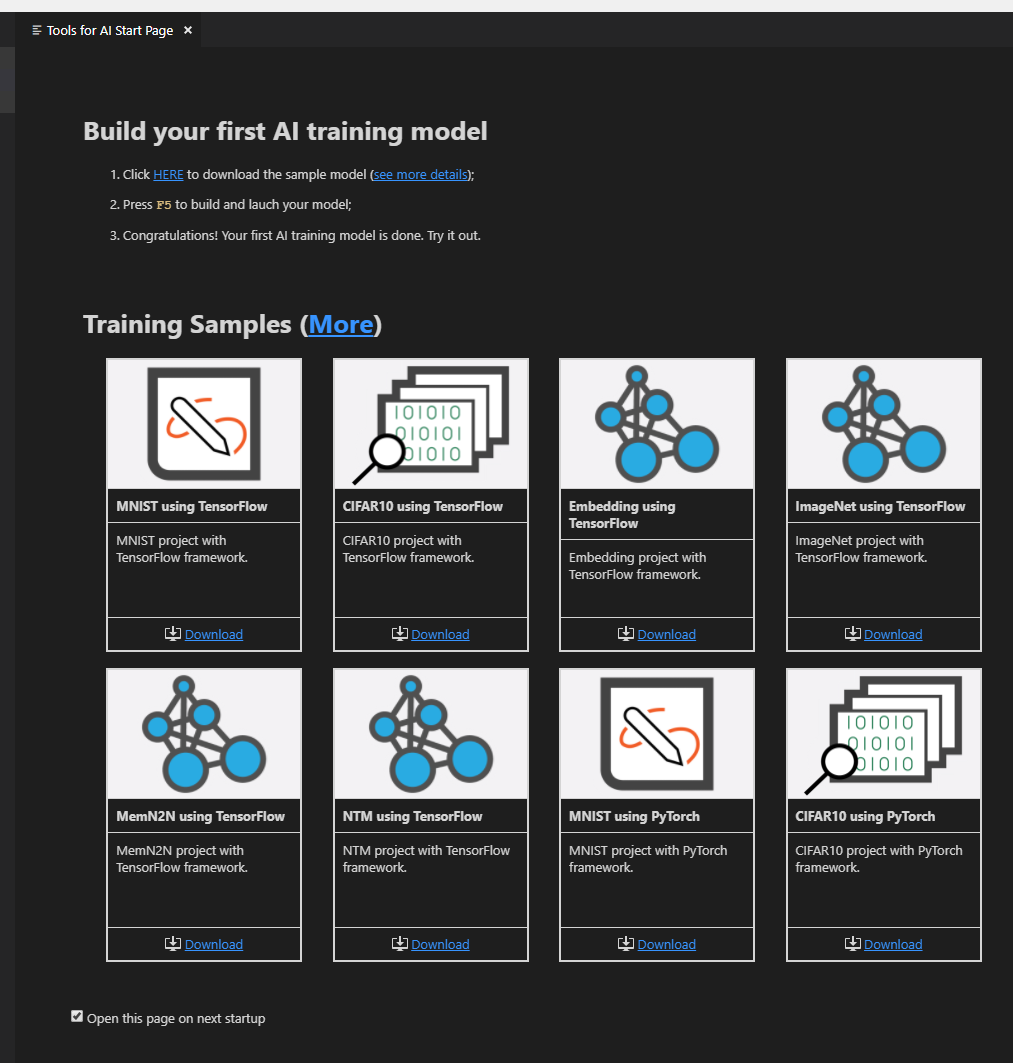 Tools for AI Start Page
Build your first AI training model
1. Click HERE to download the sample model (see more details);
2. Press F5 to build and lauch your model;
3. Congratulations! Your first AI training model is done. Try it out.
Training Samples (More)
101010
010101
01010
MNIST using TensorFlow
MNIST project with
TensorFlow framework.
Download
CIFAR10 using TensorFlow
CIFAR10 project with
TensorFlow framework.
Download
Embedding using
TensorFlow
Embedding project with
TensorFlow framework.
Download
ImageNet using TensorFlow
ImageNet project with
TensorFlow framework.
Download
MemN2N using TensorFlow
MemN2N project with
TensorFlow framework.
Download
NTM using TensorFlow
NTM project with TensorFlow
framework.
Download
MNIST using PyTorch
MNIST project with PyTorch
framework.
Download
101010
010101
01010
CIFAR10 using PyTorch
CIFAR10 project with PyTorch
framework.
Download
Open this page on next startup